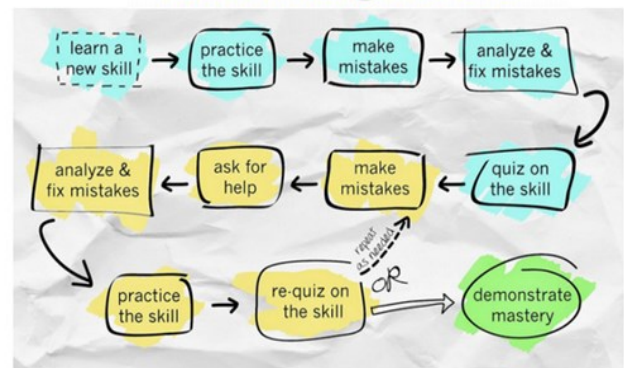 learn a
new skill
practice
the skill
make
mistakes
analyze &
fix mistakes
quiz on
the skill
make
mistakes
ask for
help
analyze &
fix mistakes
practice
the skill
re-quiz on
the skill
repeat
as needed
OR
demonstrate
mastery